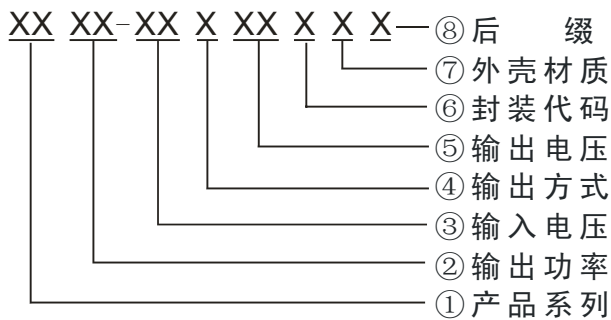 XX XX-XX X XX X X X
⑧后缀
⑦外壳材质
⑥封装代码
⑤输出电压
④输出方式
③输入电压
②输出功率
①产品系列